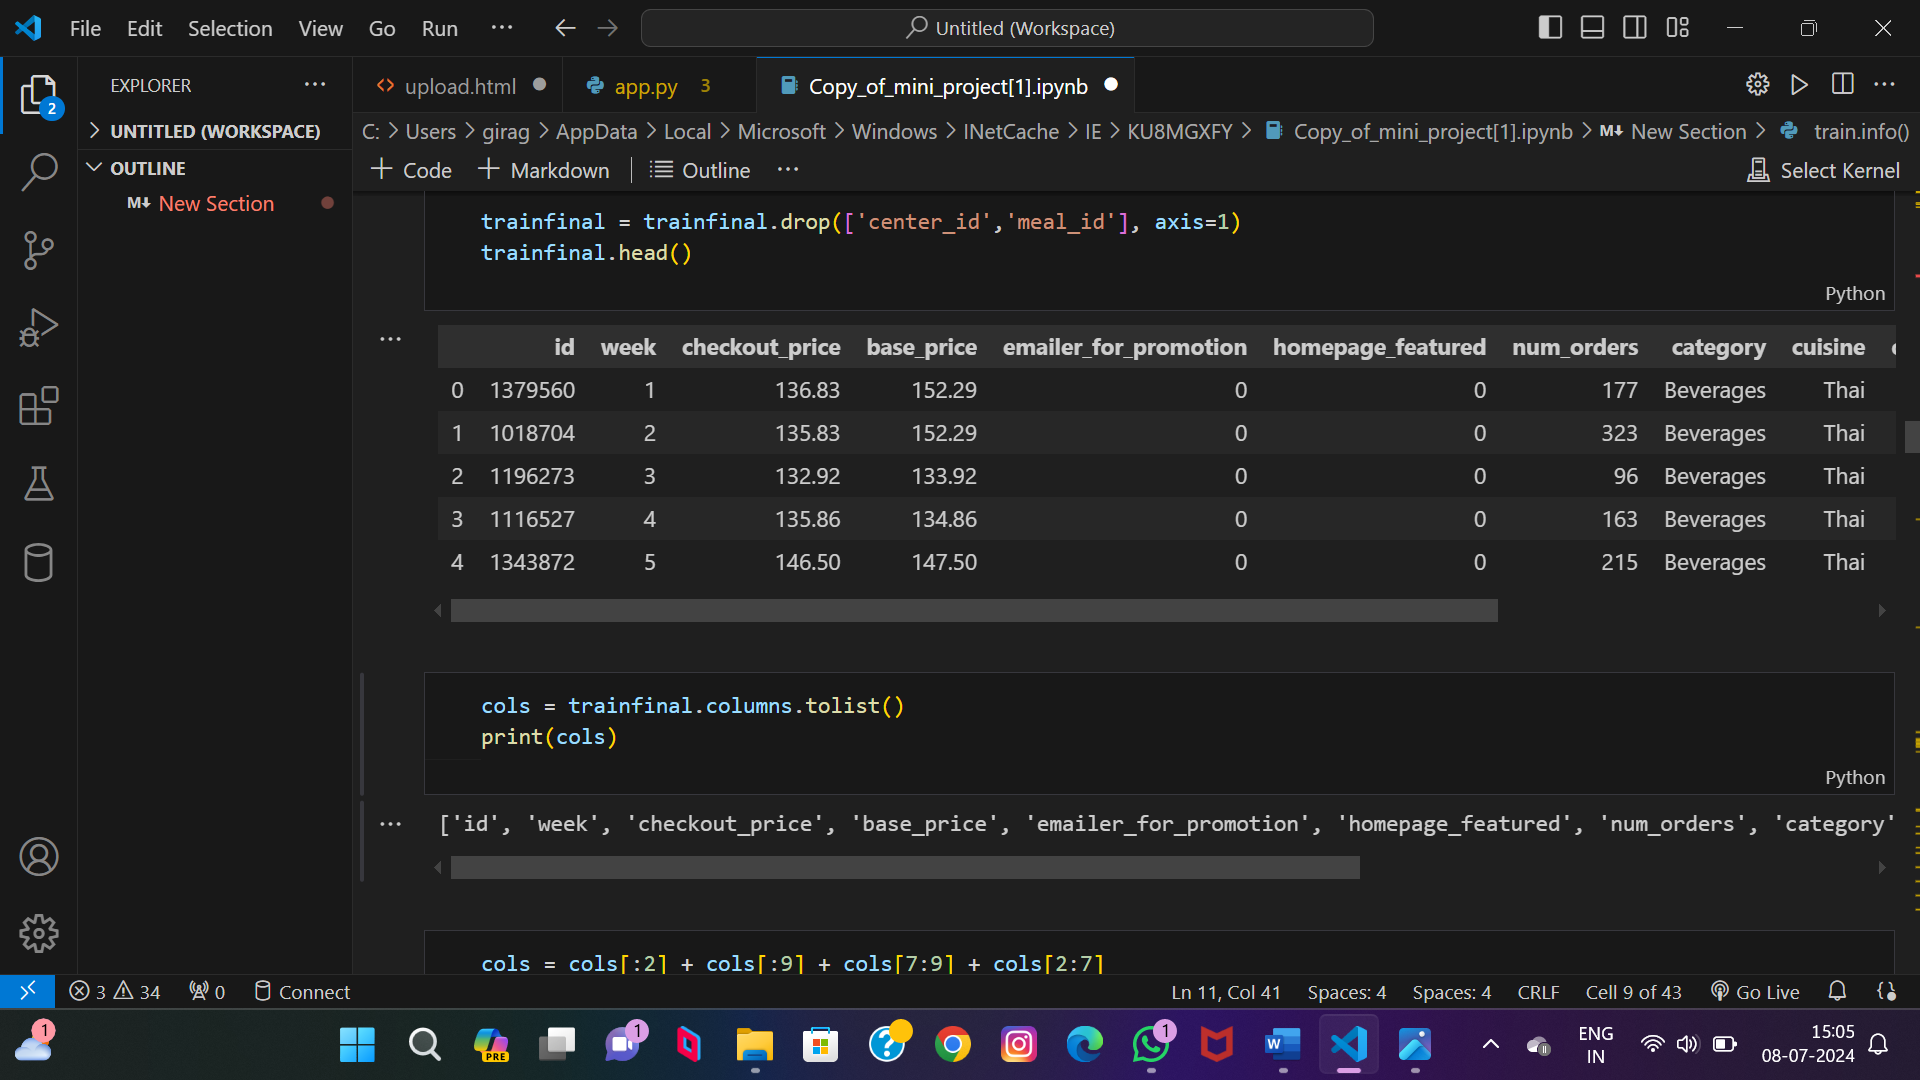 File Edit Selection View Go Run ··· Untitled (Workspace)
EXPLORER ··· upload.html app.py 3 Copy_of_mini_project[1].ipynb ···
2
UNTITLED (WORKSPACE)
OUTLINE
M↓ New Section
C: > Users > girag > AppData > Local > Microsoft > Windows > INetCache > IE > KU8MGXFY > Copy_of_mini_project[1].ipynb > M↓ New Section > train.info()
+ Code + Markdown | Outline ··· Select Kernel
trainfinal = trainfinal.drop(['center_id','meal_id'], axis=1)
trainfinal.head()
Python
··· id week checkout_price base_price emailer_for_promotion homepage_featured num_orders category cuisine
0 1379560 1 136.83 152.29 0 0 177 Beverages Thai
1 1018704 2 135.83 152.29 0 0 323 Beverages Thai
2 1196273 3 132.92 133.92 0 0 96 Beverages Thai
3 1116527 4 135.86 134.86 0 0 163 Beverages Thai
4 1343872 5 146.50 147.50 0 0 215 Beverages Thai
cols = trainfinal.columns.tolist()
print(cols)
Python
··· ['id', 'week', 'checkout_price', 'base_price', 'emailer_for_promotion', 'homepage_featured', 'num_orders', 'category'
cols = cols[:2] + cols[:9] + cols[7:9] + cols[2:7]
3 34 0 Connect Ln 11, Col 41 Spaces: 4 Spaces: 4 CRLF Cell 9 of 43 Go Live
1 PRE 1 1 ENG
IN
15:05
08-07-2024